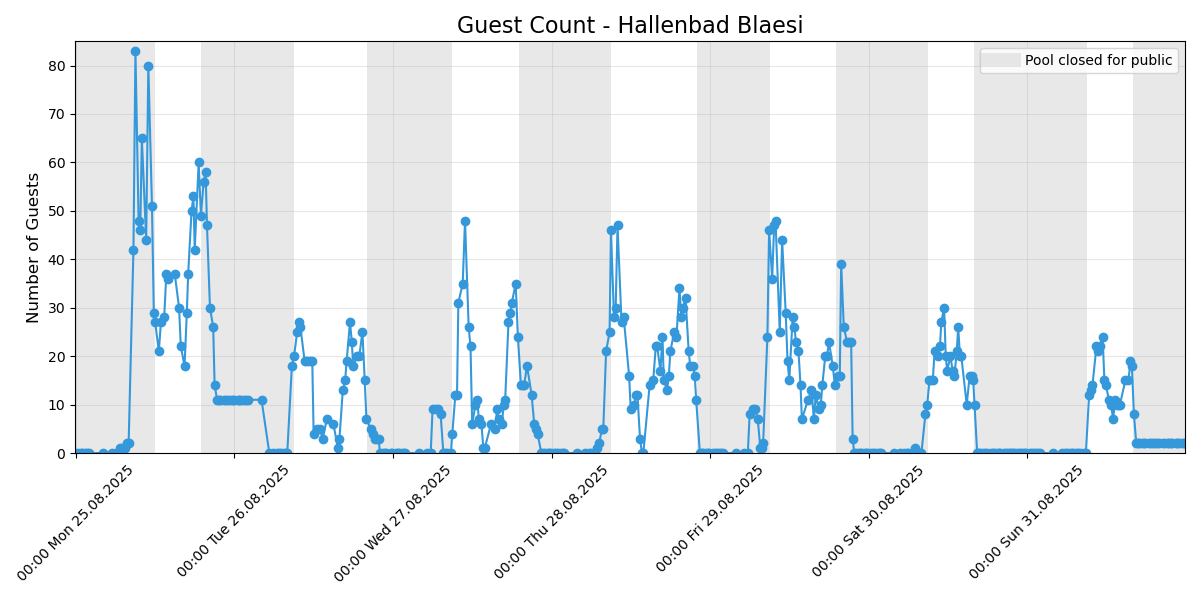 Guest Count - Hallenbad Blaesi
Pool closed for public
Number of Guests
80
70
60
50
40
30
20
10
0
00:00 Mon 25.08.2025
00:00 Tue 26.08.2025
00:00 Wed 27.08.2025
00:00 Thu 28.08.2025
00:00 Fri 29.08.2025
00:00 Sat 30.08.2025
00:00 Sun 31.08.2025